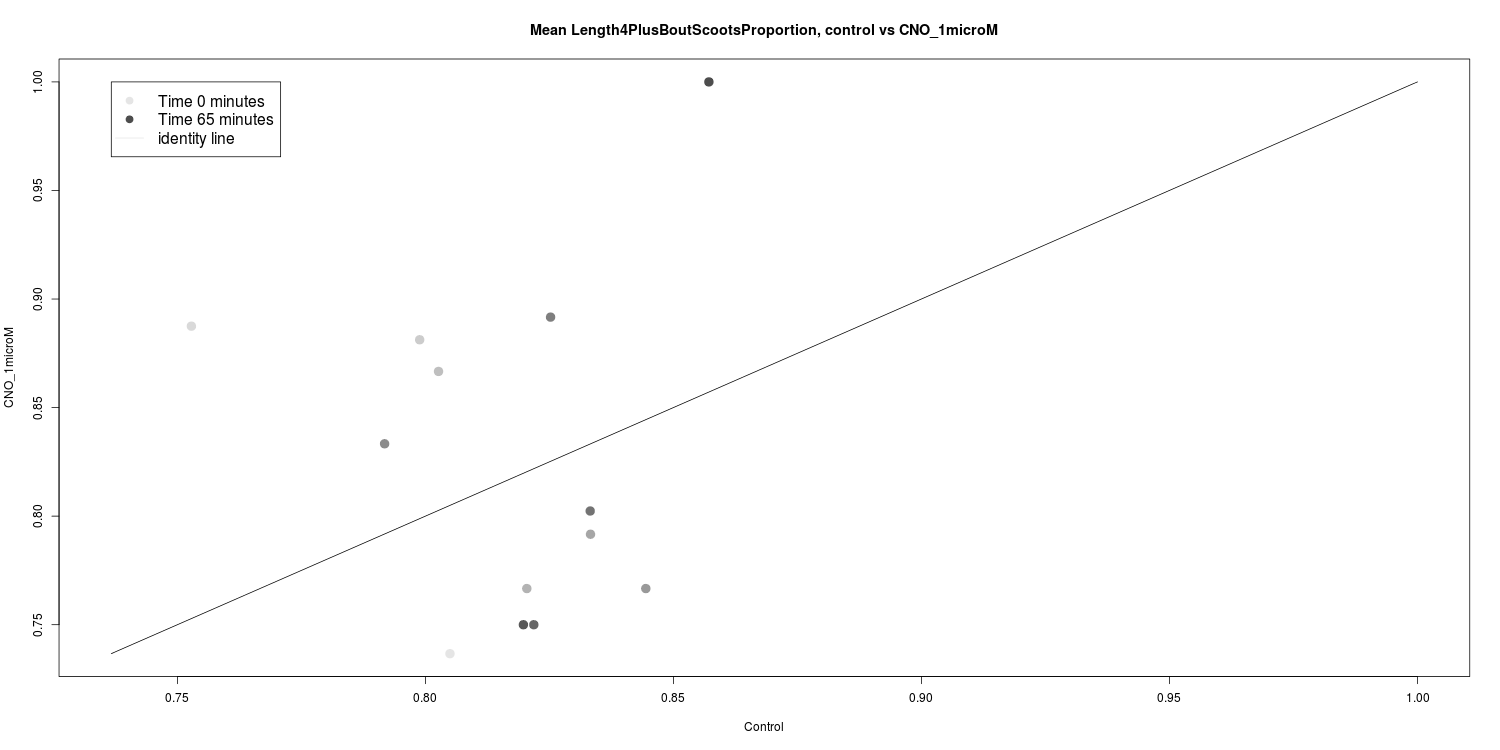 Mean Length4PlusBoutScootsProportion, control vs CNO_1microM
Time 0 minutes
Time 65 minutes
identity line
1.00
0.95
0.90
0.85
0.80
0.75
CNO_1microM
0.75 0.80 0.85 0.90 0.95 1.00
Control